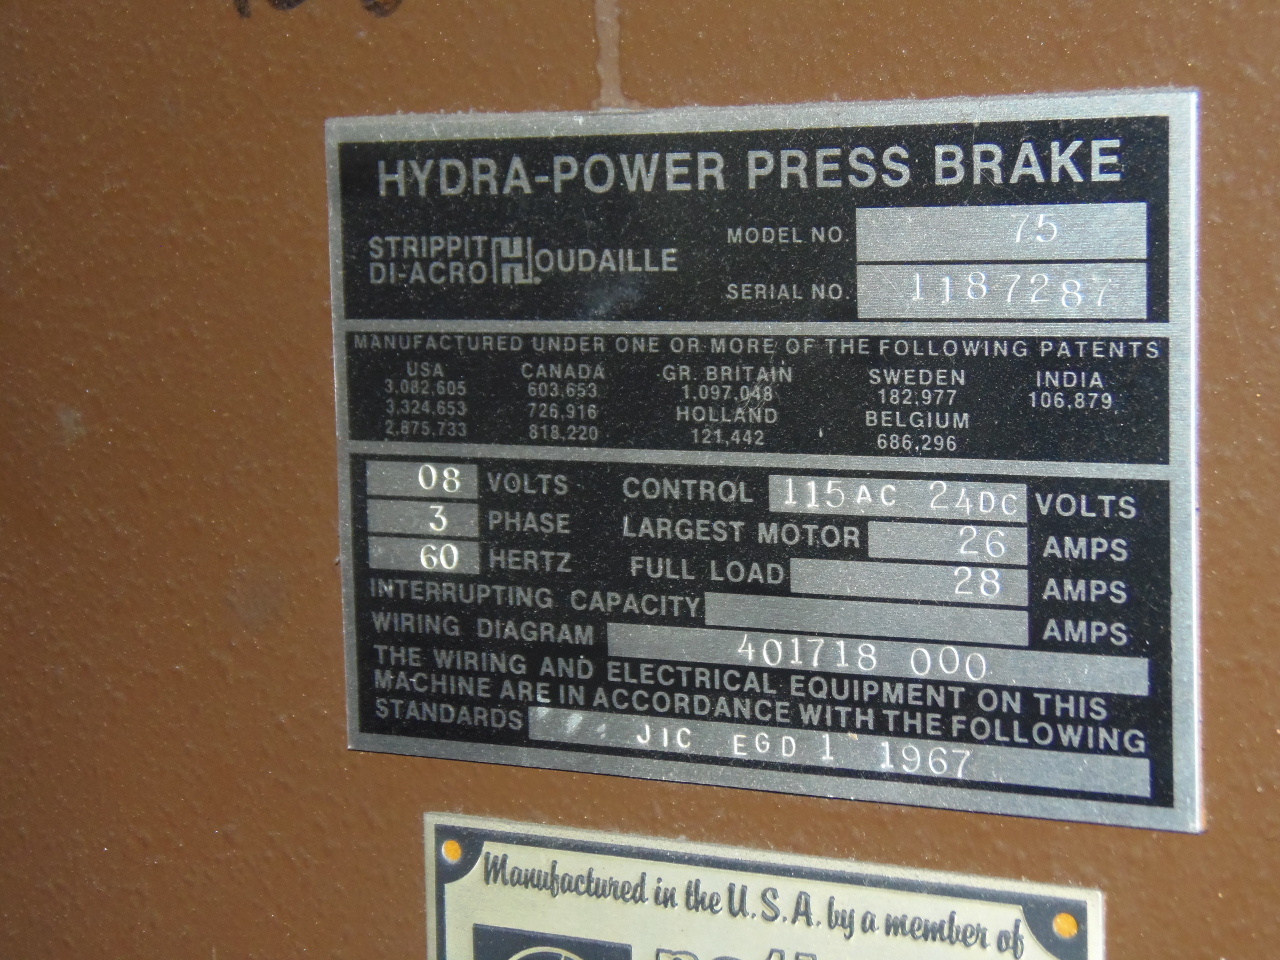 HYDRA-POWER PRESS BRAKE
STRIPPIT
DI-ACRO
HOUDAILLE
MODEL NO. 75
SERIAL NO. 1187287
MANUFACTURED UNDER ONE OR MORE OF THE FOLLOWING PATENTS
USA CANADA GR. BRITAIN SWEDEN INDIA
3,082,605 603,653 1,097,048 182,977 106,879
3,324,653 726,916 HOLLAND BELGIUM
2,875,733 818,220 121,442 686,296
08 VOLTS CONTROL 115AC 24DC VOLTS
3 PHASE LARGEST MOTOR 26 AMPS
60 HERTZ FULL LOAD 28 AMPS
INTERRUPTING CAPACITY AMPS
WIRING DIAGRAM 401718 000
THE WIRING AND ELECTRICAL EQUIPMENT ON THIS
MACHINE ARE IN ACCORDANCE WITH THE FOLLOWING
STANDARDS JIC EGD 1 1967
Manufactured in the U.S.A. by a member of